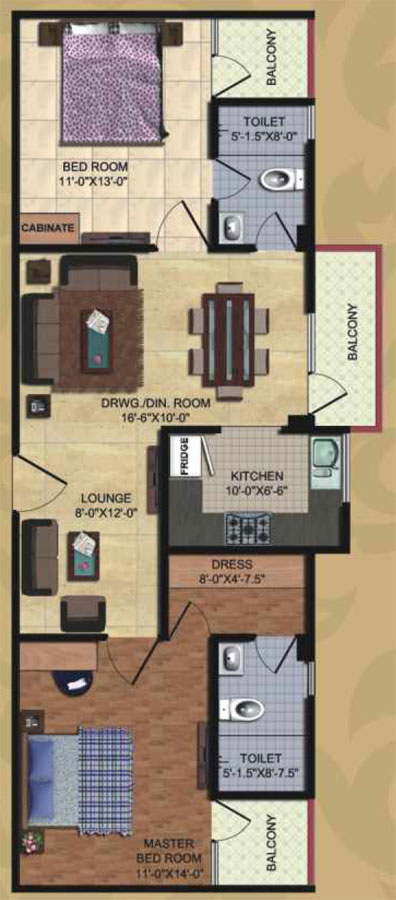 BALCONY
TOILET
5'-1.5"X8'-0"
BED ROOM
11'-0"X13'-0"
CABINATE
BALCONY
DRWG./DIN. ROOM
16'-6"X10'-0"
FRIDGE
KITCHEN
10'-0"X6'-6"
LOUNGE
8'-0"X12'-0"
DRESS
8'-0"X4'-7.5"
TOILET
5'-1.5"X8'-7.5"
MASTER
BED ROOM
11'-0"X14'-0"
BALCONY